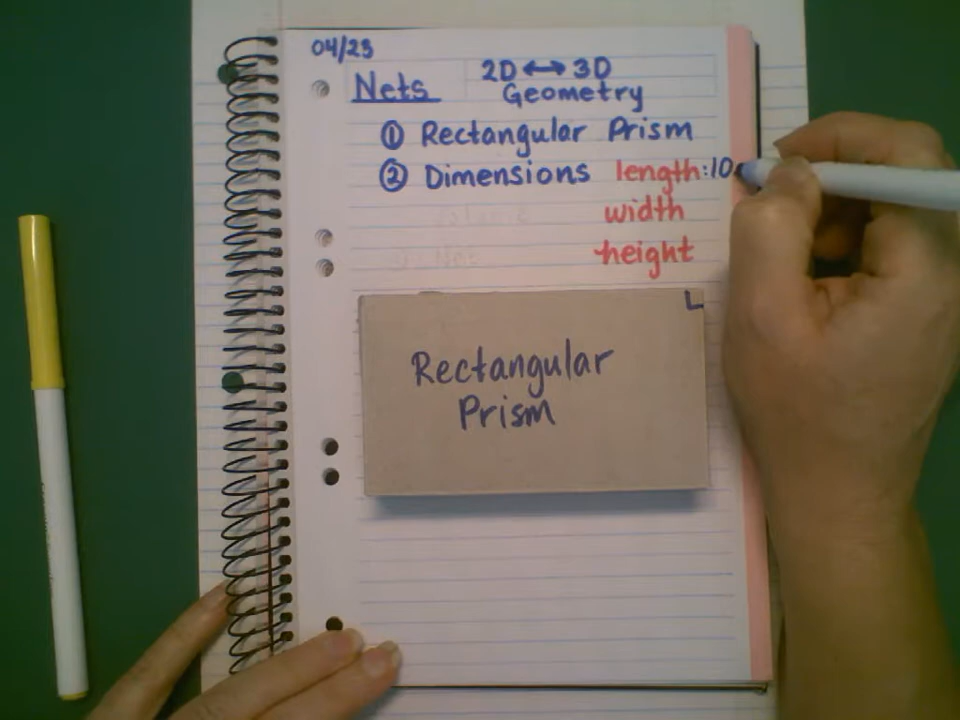 04/23
Nets 2D ↔ 3D
Geometry
① Rectangular Prism
② Dimensions length: 10
width
height
L
Rectangular
Prism